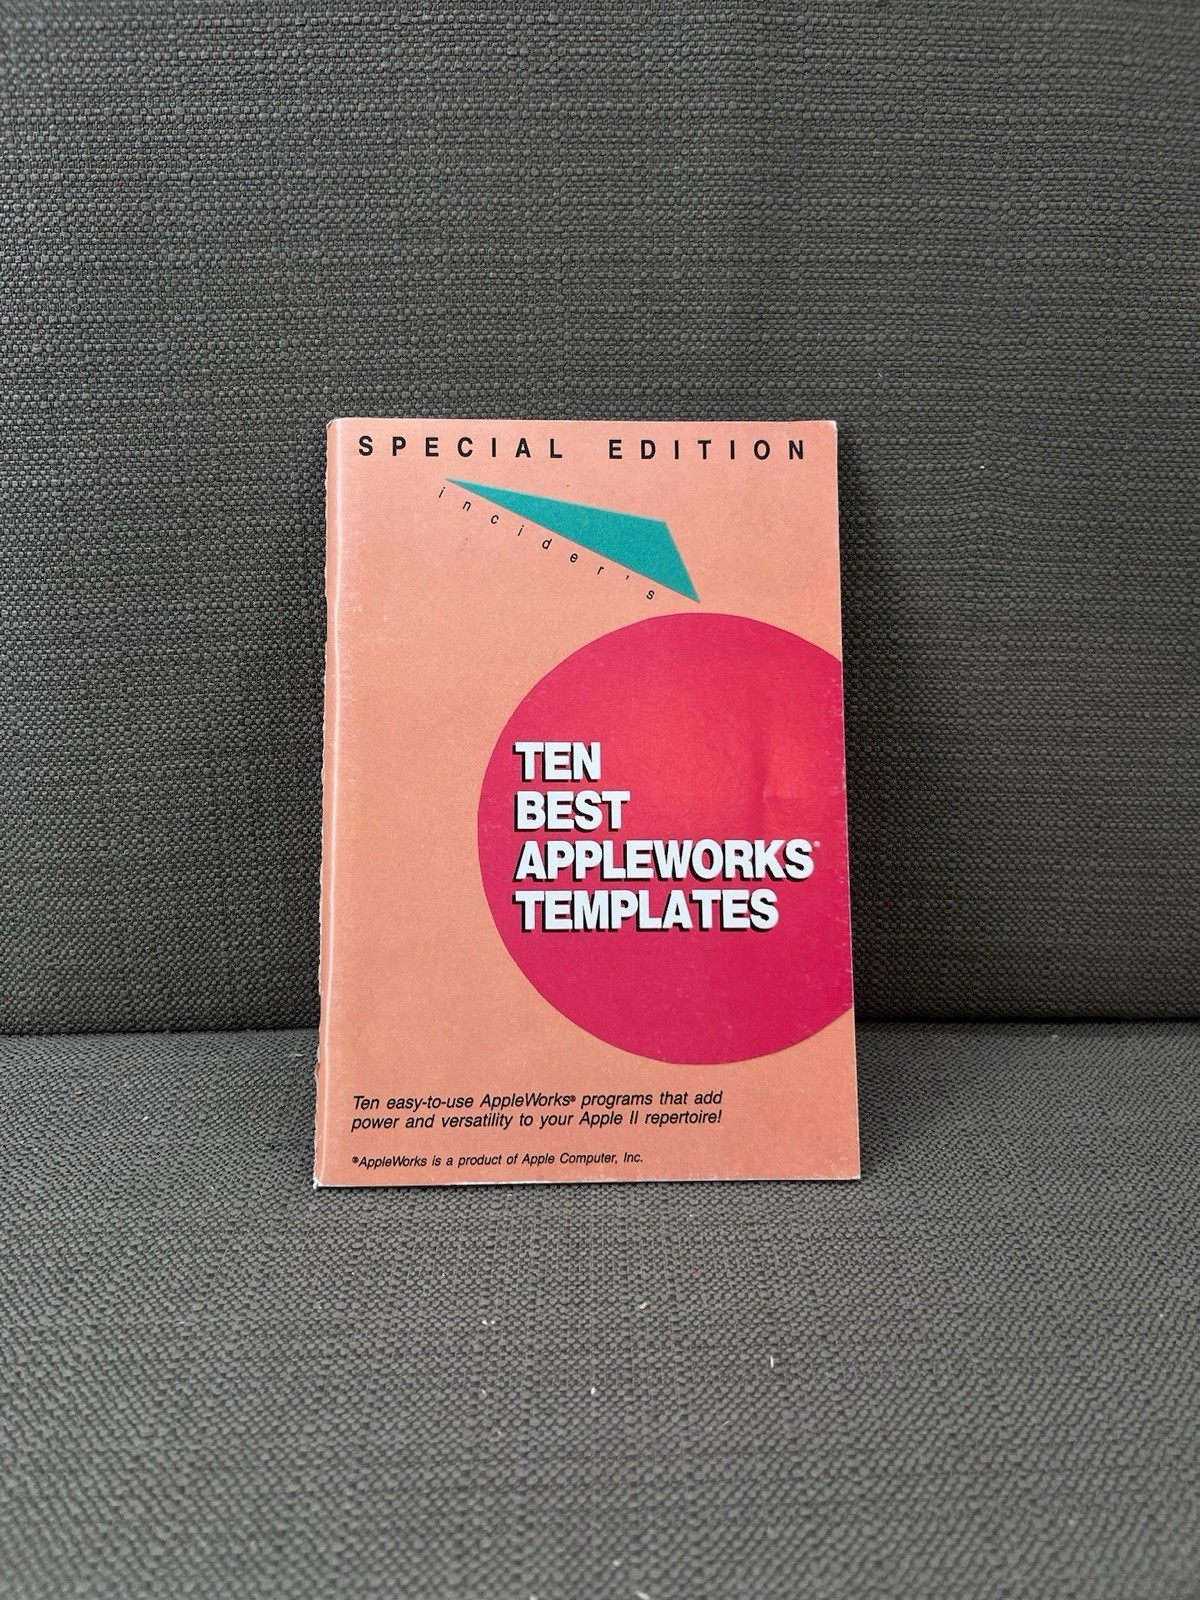 SPECIAL EDITION
incider's
TEN
BEST
APPLEWORKS®
TEMPLATES
Ten easy-to-use AppleWorks® programs that add
power and versatility to your Apple II repertoire!
®AppleWorks is a product of Apple Computer, Inc.